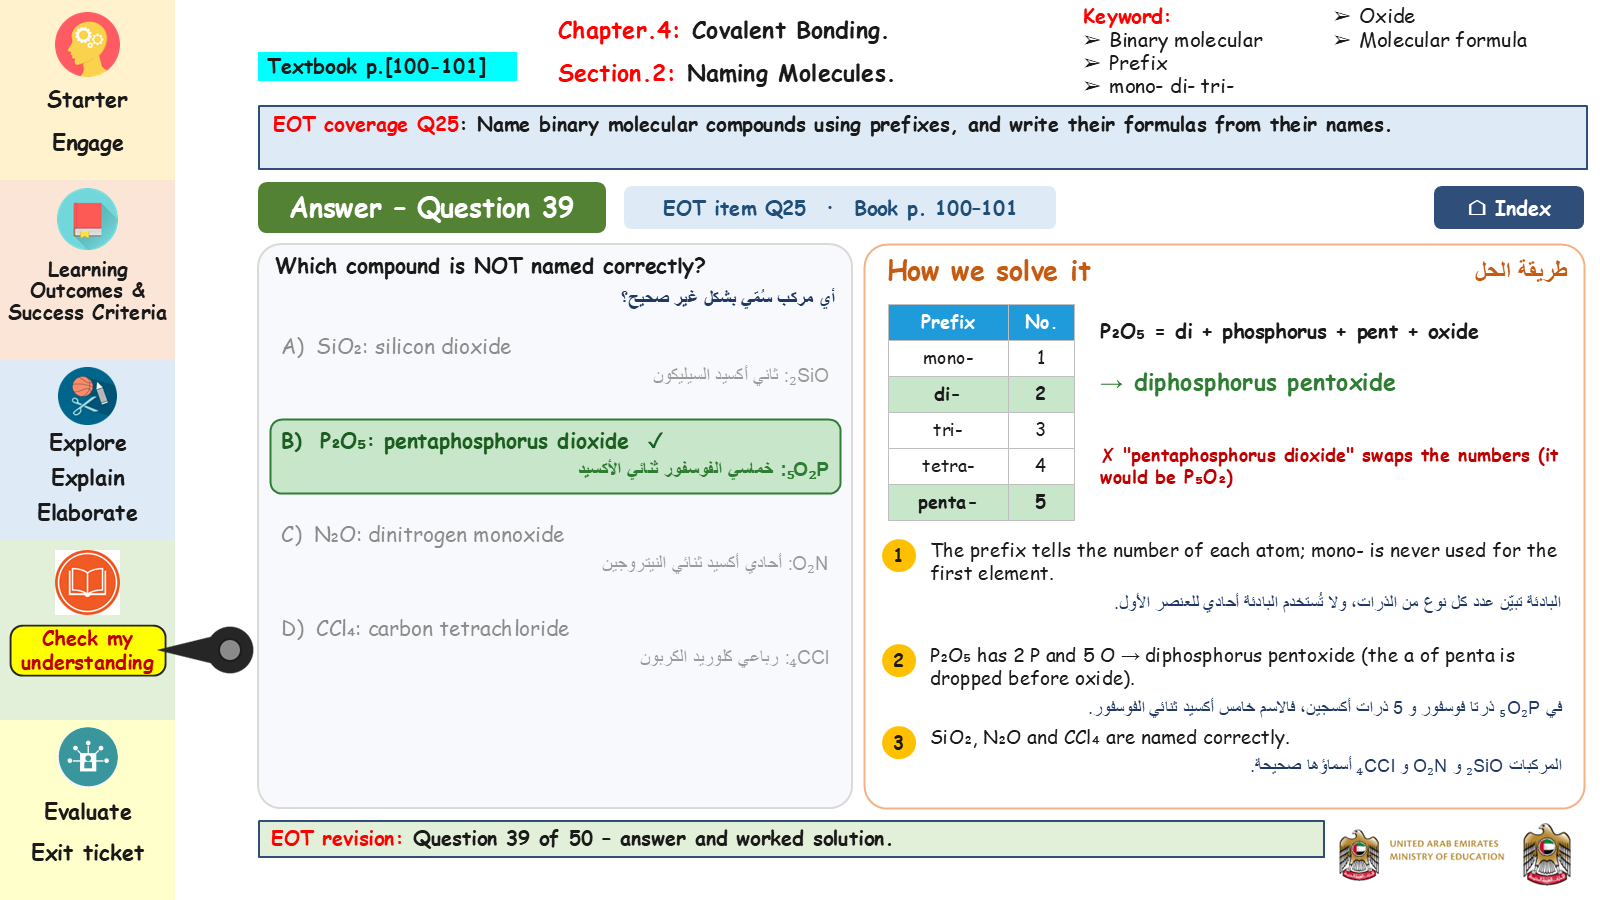 Starter
Engage
Learning
Outcomes &
Success Criteria
Explore
Explain
Elaborate
Check my
understanding
Evaluate
Exit ticket
Textbook p.[100-101]
Chapter.4: Covalent Bonding.
Section.2: Naming Molecules.
Keyword:
➢ Binary molecular
➢ Prefix
➢ mono- di- tri-
➢ Oxide
➢ Molecular formula
EOT coverage Q25: Name binary molecular compounds using prefixes, and write their formulas from their names.
Answer – Question 39
EOT item Q25 · Book p. 100–101
☖ Index
Which compound is NOT named correctly?
أي مركب سُمّي بشكل غير صحيح؟
A) SiO₂: silicon dioxide
SiO₂: ثاني أكسيد السيليكون
B) P₂O₅: pentaphosphorus dioxide ✓
P₂O₅: خماسي الفوسفور ثنائي الأكسيد
C) N₂O: dinitrogen monoxide
N₂O: أحادي أكسيد ثنائي النيتروجين
D) CCl₄: carbon tetrachloride
CCl₄: رباعي كلوريد الكربون
How we solve it
طريقة الحل
Prefix No.
mono- 1
di- 2
tri- 3
tetra- 4
penta- 5
P₂O₅ = di + phosphorus + pent + oxide
→ diphosphorus pentoxide
✗ "pentaphosphorus dioxide" swaps the numbers (it
would be P₅O₂)
1 The prefix tells the number of each atom; mono- is never used for the
first element.
البادئة تبيّن عدد كل نوع من الذرات، ولا تُستخدم البادئة أحادي للعنصر الأول.
2 P₂O₅ has 2 P and 5 O → diphosphorus pentoxide (the a of penta is
dropped before oxide).
في P₂O₅ ذرتا فوسفور و 5 ذرات أكسجين، فالاسم خامس أكسيد ثنائي الفوسفور.
3 SiO₂, N₂O and CCl₄ are named correctly.
المركبات SiO₂ و N₂O و CCl₄ أسماؤها صحيحة.
EOT revision: Question 39 of 50 – answer and worked solution.
UNITED ARAB EMIRATES
MINISTRY OF EDUCATION